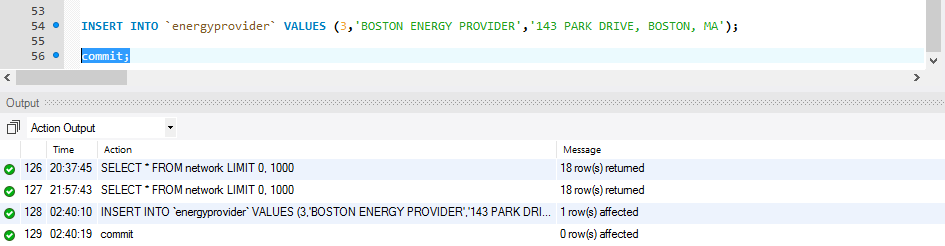 53
54 INSERT INTO `energyprovider` VALUES (3,'BOSTON ENERGY PROVIDER','143 PARK DRIVE, BOSTON, MA');
55
56 commit;
Output
Action Output
Time Action Message
126 20:37:45 SELECT * FROM network LIMIT 0, 1000 18 row(s) returned
127 21:57:43 SELECT * FROM network LIMIT 0, 1000 18 row(s) returned
128 02:40:10 INSERT INTO `energyprovider` VALUES (3,'BOSTON ENERGY PROVIDER','143 PARK DRI... 1 row(s) affected
129 02:40:19 commit 0 row(s) affected